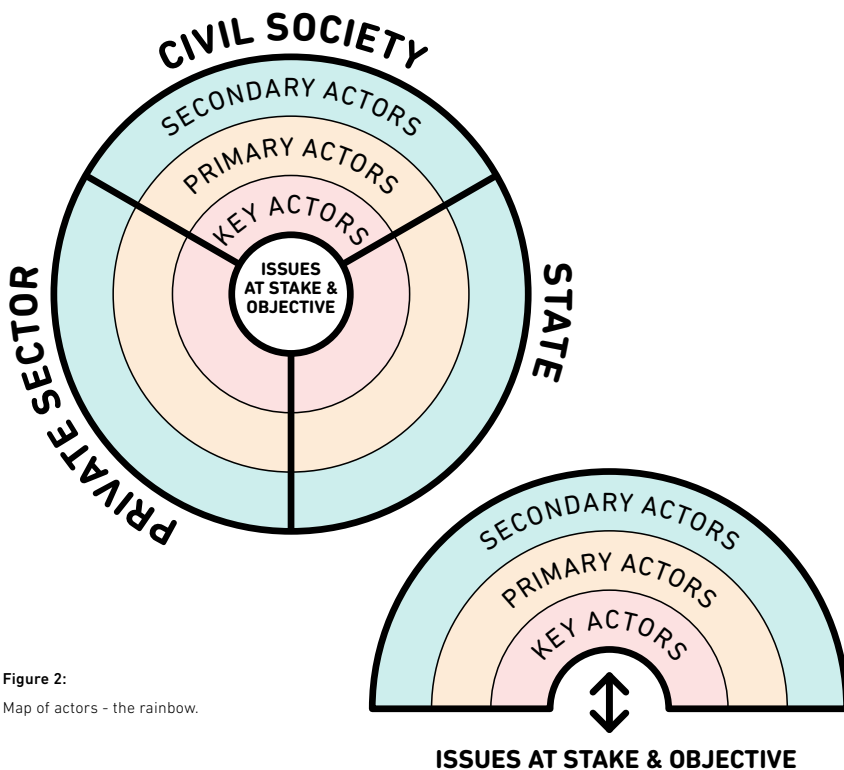 CIVIL SOCIETY
SECONDARY ACTORS
PRIMARY ACTORS
KEY ACTORS
ISSUES
AT STAKE &
OBJECTIVE
PRIVATE SECTOR
STATE
SECONDARY ACTORS
PRIMARY ACTORS
KEY ACTORS
ISSUES AT STAKE & OBJECTIVE
Figure 2:
Map of actors - the rainbow.